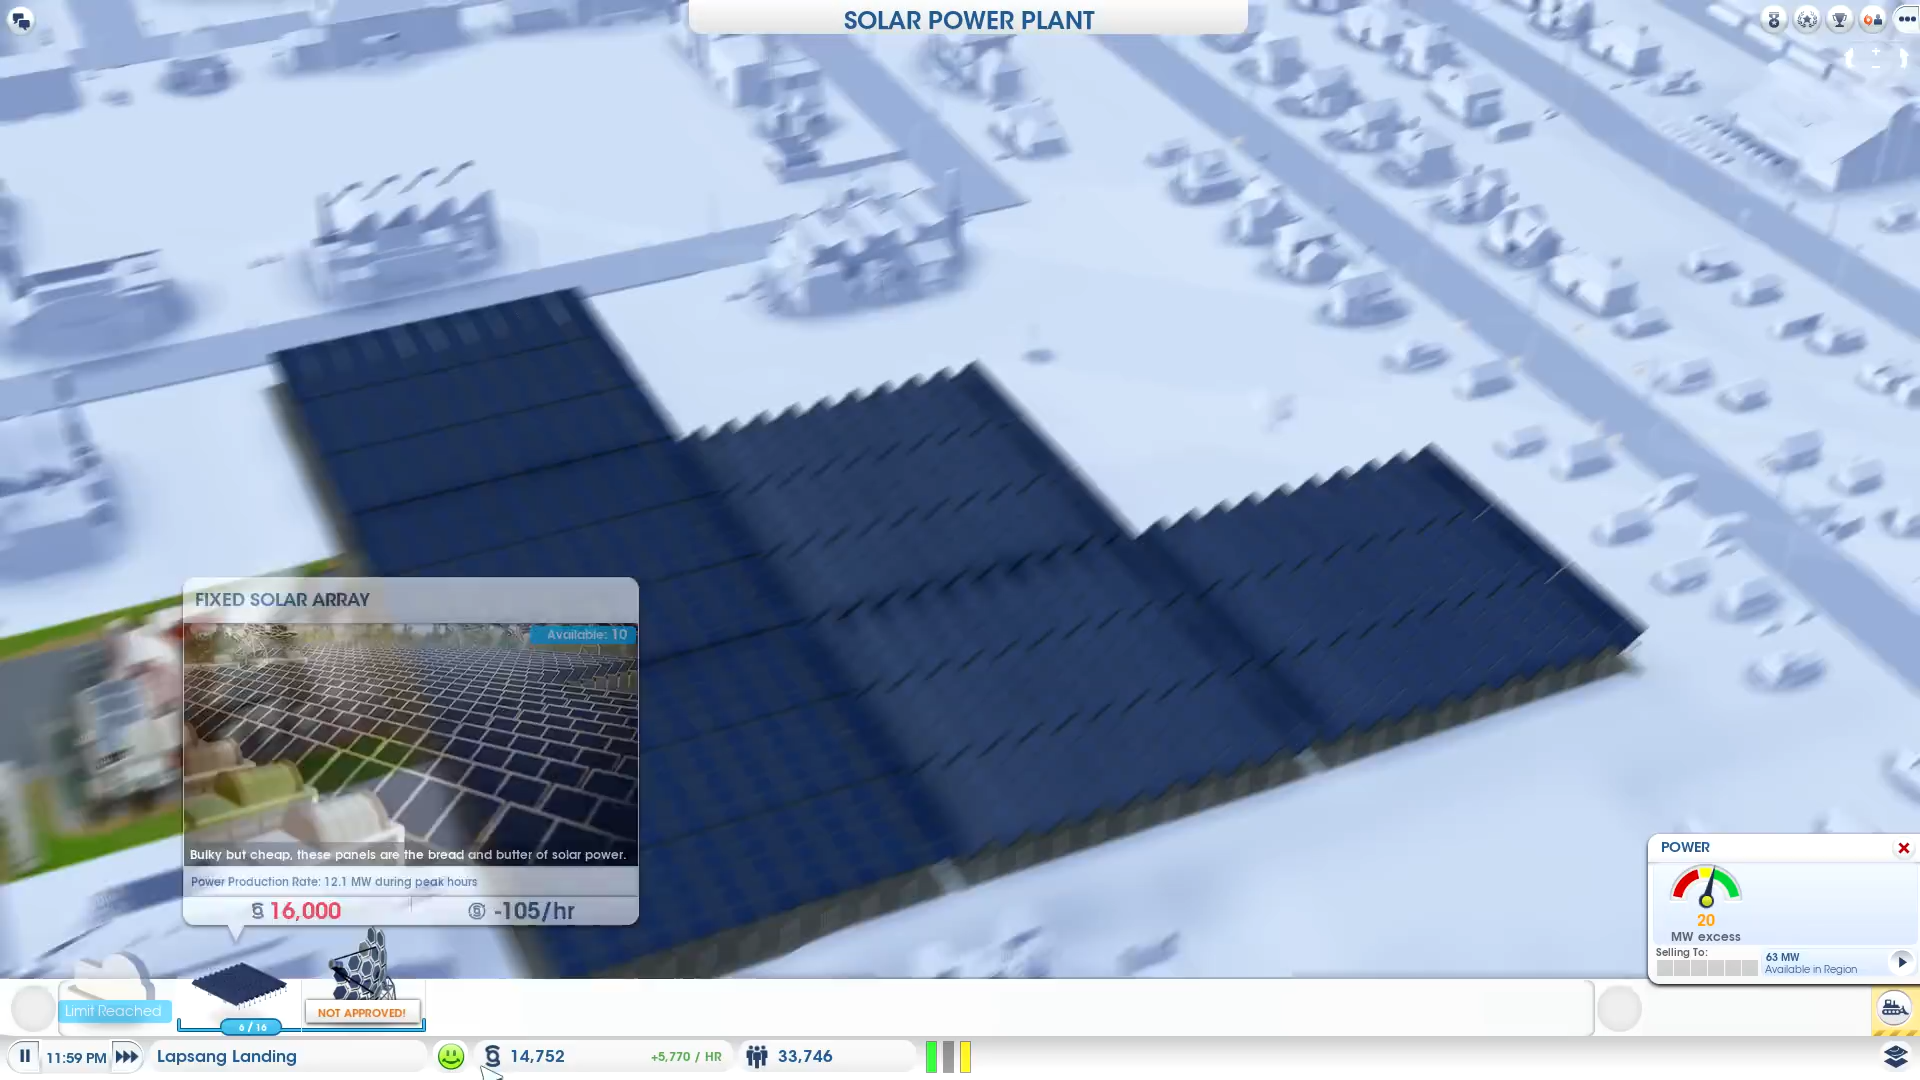 SOLAR POWER PLANT
FIXED SOLAR ARRAY
Available: 10
Bulky but cheap, these panels are the bread and butter of solar power.
Power Production Rate: 12.1 MW during peak hours
16,000
-105/hr
POWER
20
MW excess
Selling To:
63 MW
Available in Region
Limit Reached
NOT APPROVED!
6 / 16
11:59 PM
Lapsang Landing
14,752
+5,770 / HR
33,746